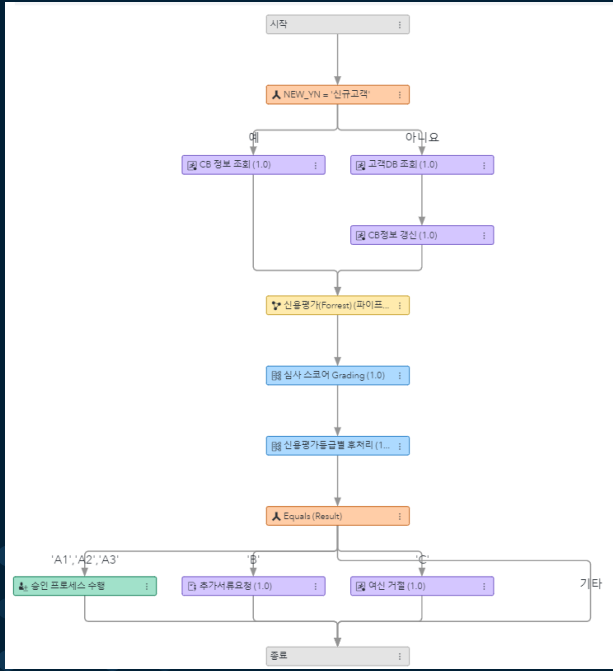 시작
NEW_YN = '신규고객'
예
아니요
CB 정보 조회 (1.0)
고객DB 조회 (1.0)
CB정보 갱신 (1.0)
신용평가(Forrest) (파이프...
심사 스코어 Grading (1.0)
신용평가등급별 후처리 (1...
Equals (Result)
'A1','A2','A3'
'B'
'C'
기타
승인 프로세스 수행
추가서류요청 (1.0)
여신 거절 (1.0)
종료